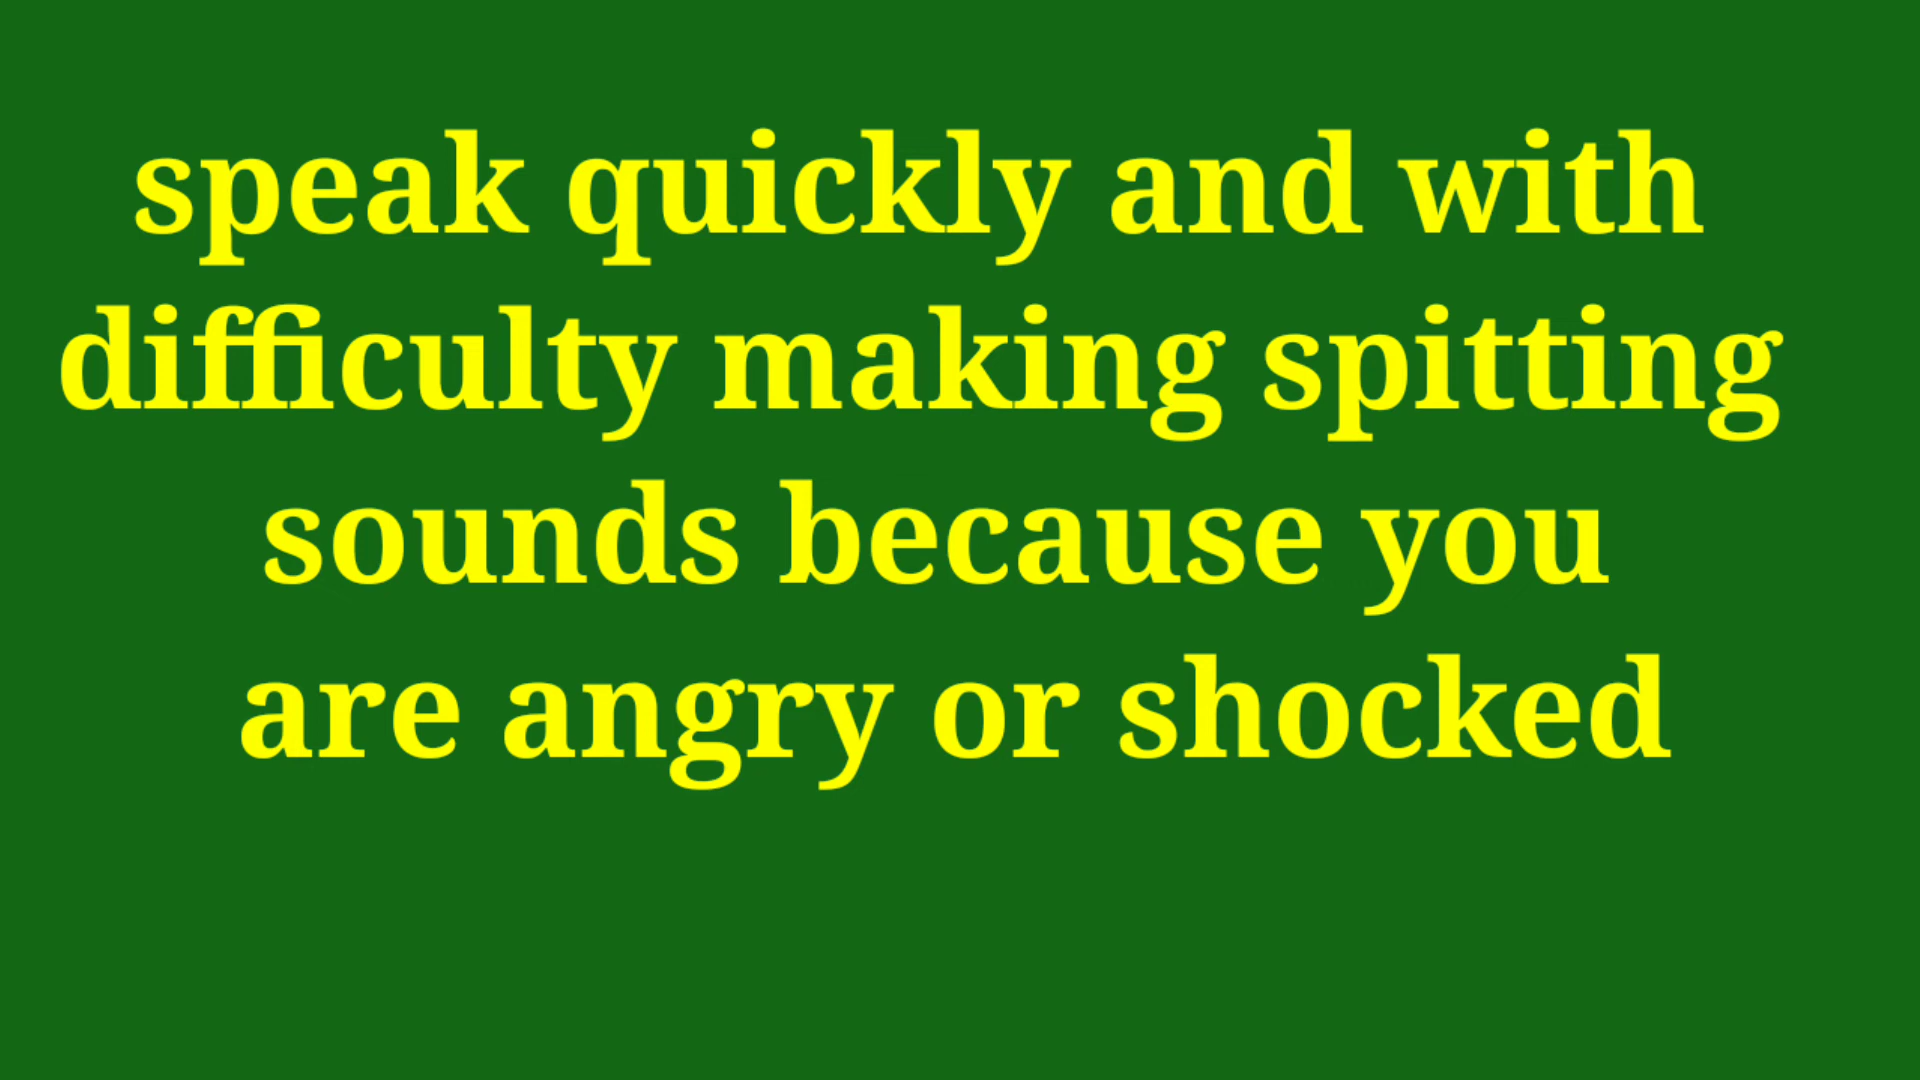 speak quickly and with
difficulty making spitting
sounds because you
are angry or shocked